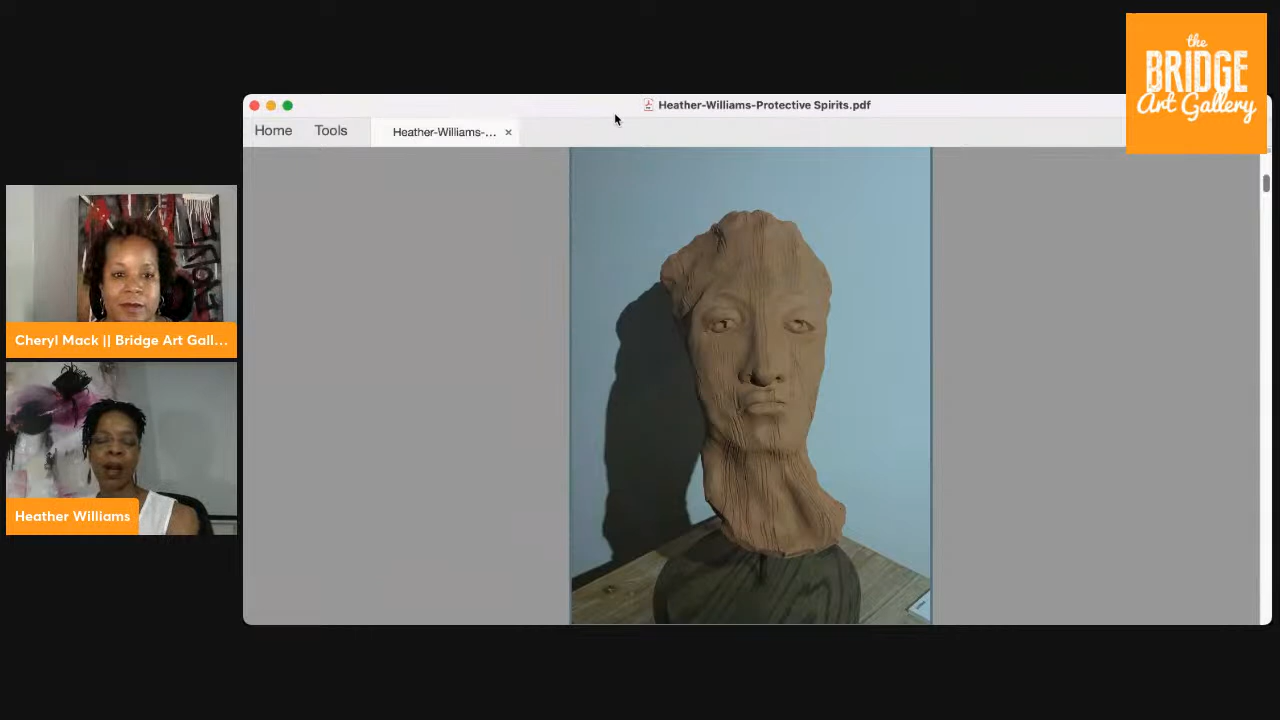 the
BRIDGE
Art Gallery
Heather-Williams-Protective Spirits.pdf
Home
Tools
Heather-Williams-...
Cheryl Mack || Bridge Art Gall...
Heather Williams